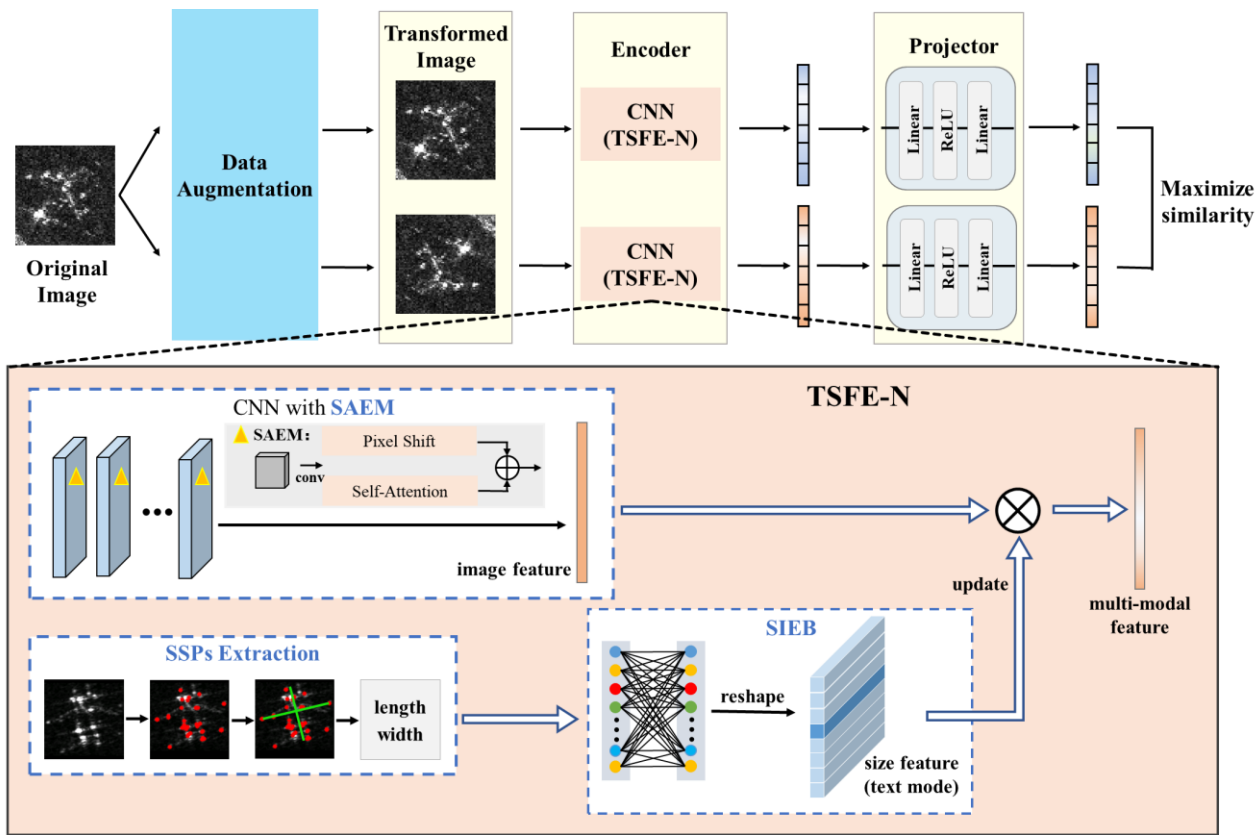 Original
Image
Data
Augmentation
Transformed
Image
Encoder
CNN
(TSFE-N)
CNN
(TSFE-N)
Projector
Linear
ReLU
Linear
Linear
ReLU
Linear
Maximize
similarity
TSFE-N
CNN with SAEM
SAEM:
conv
Pixel Shift
Self-Attention
image feature
SSPs Extraction
length
width
SIEB
reshape
size feature
(text mode)
update
multi-modal
feature